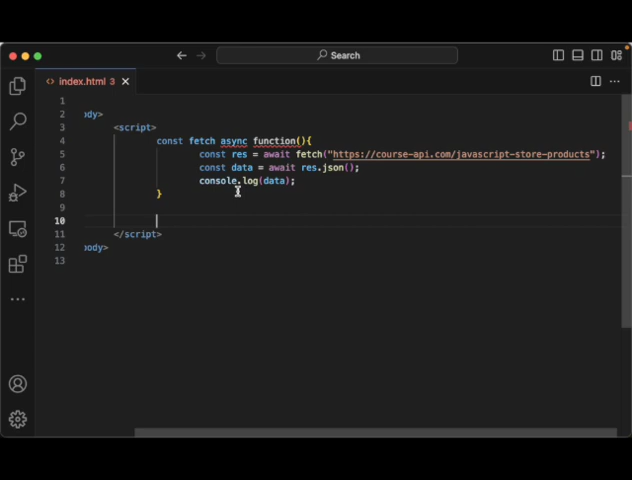 Search
index.html 3
1
2 ody>
3 <script>
4 const fetch async function(){
5 const res = await fetch("https://course-api.com/javascript-store-products");
6 const data = await res.json();
7 console.log(data);
8 }
9
10
11 </script>
12 body>
13